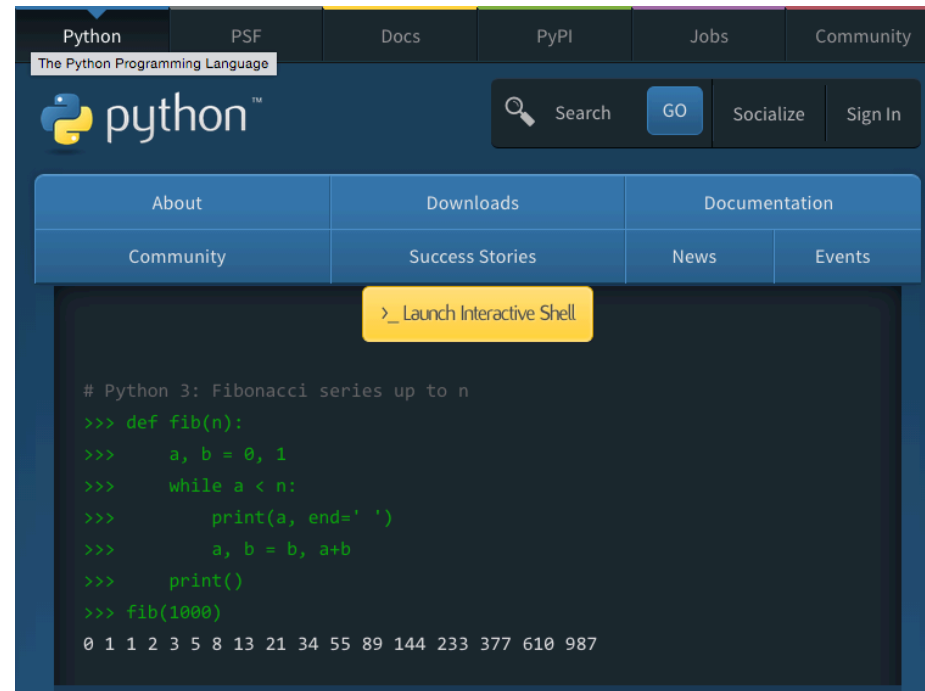 Python PSF Docs PyPI Jobs Community
The Python Programming Language
python™ Search GO Socialize Sign In
About Downloads Documentation
Community Success Stories News Events
>_ Launch Interactive Shell
# Python 3: Fibonacci series up to n
>>> def fib(n):
>>>     a, b = 0, 1
>>>     while a < n:
>>>         print(a, end=' ')
>>>         a, b = b, a+b
>>>     print()
>>> fib(1000)
0 1 1 2 3 5 8 13 21 34 55 89 144 233 377 610 987